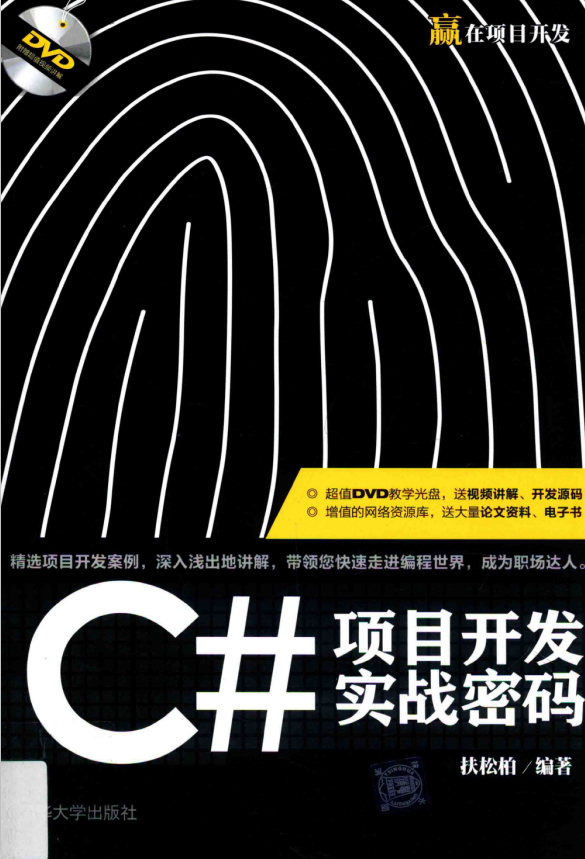 DVD
赢在项目开发
◎ 超值DVD教学光盘，送视频讲解、开发源码
◎ 增值的网络资源库，送大量论文资料、电子书
精选项目开发案例，深入浅出地讲解，带领您快速走进编程世界，成为职场达人。
C#
项目开发
实战密码
扶松柏／编著
华大学出版社